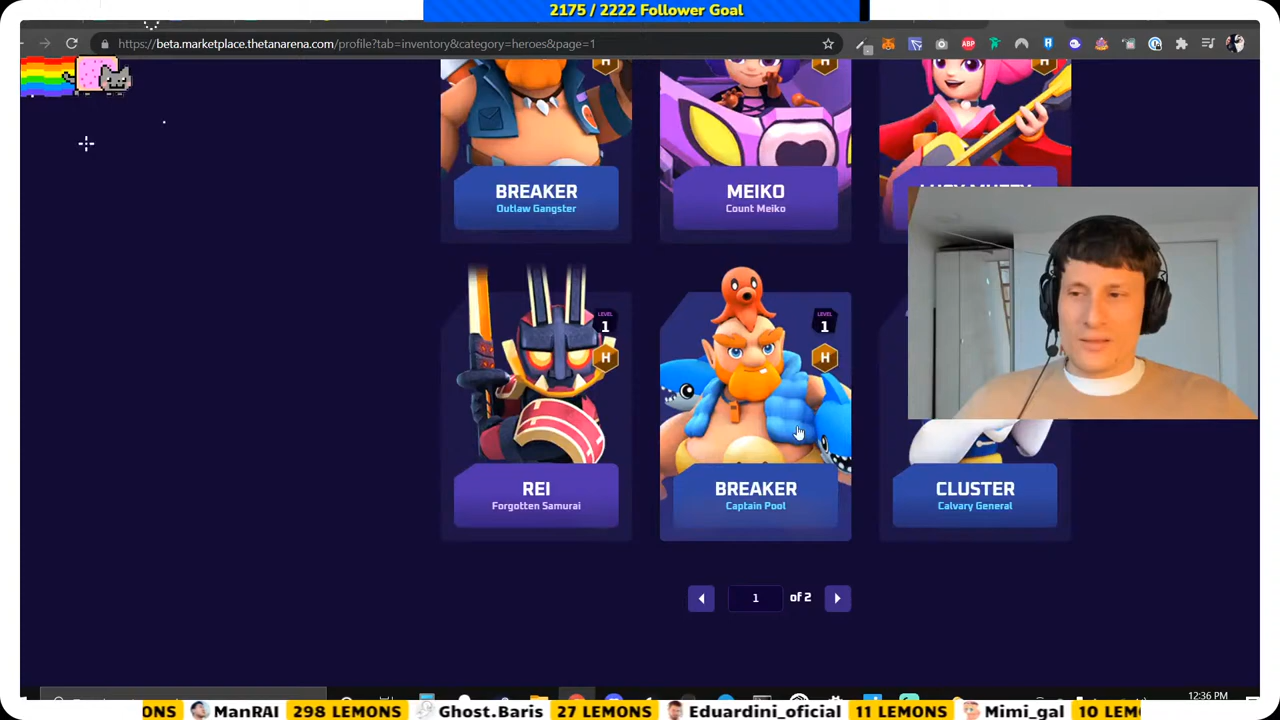 2175 / 2222 Follower Goal
https://beta.marketplace.thetanarena.com/profile?tab=inventory&category=heroes&page=1
ABP
H
H
H
BREAKER
Outlaw Gangster
MEIKO
Count Meiko
LEVEL
1
H
REI
Forgotten Samurai
LEVEL
1
H
BREAKER
Captain Pool
CLUSTER
Calvary General
1 of 2
12:36 PM
ONS ManRAI 298 LEMONS Ghost.Baris 27 LEMONS Eduardini_oficial 11 LEMONS Mimi_gal 10 LEM